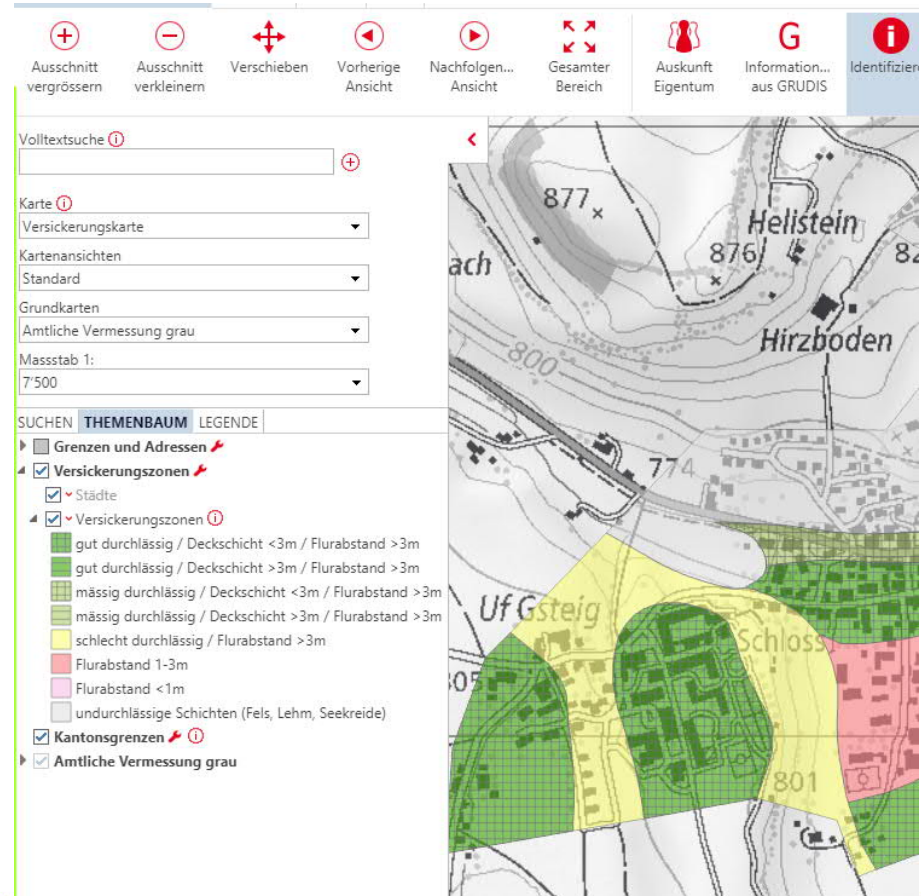 Ausschnitt vergrössern
Ausschnitt verkleinern
Verschieben
Vorherige Ansicht
Nachfolgen... Ansicht
Gesamter Bereich
Auskunft Eigentum
G
Information... aus GRUDIS
Identifiziere
Volltextsuche
Karte
Versickerungskarte
Kartenansichten
Standard
Grundkarten
Amtliche Vermessung grau
Massstab 1:
7'500
SUCHEN THEMENBAUM LEGENDE
Grenzen und Adressen
Versickerungszonen
Städte
Versickerungszonen
gut durchlässig / Deckschicht <3m / Flurabstand >3m
gut durchlässig / Deckschicht >3m / Flurabstand >3m
mässig durchlässig / Deckschicht <3m / Flurabstand >3m
mässig durchlässig / Deckschicht >3m / Flurabstand >3m
schlecht durchlässig / Flurabstand >3m
Flurabstand 1-3m
Flurabstand <1m
undurchlässige Schichten (Fels, Lehm, Seekreide)
Kantonsgrenzen
Amtliche Vermessung grau
877
Helistein
876
82
ach
Hirzboden
800
774
Uf Gsteig
Schloss
805
801